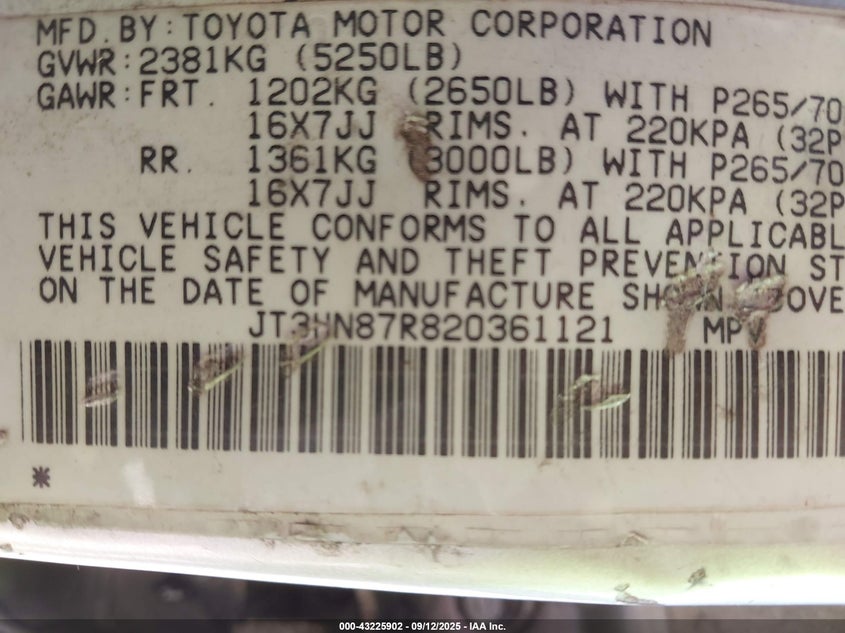 MFD. BY: TOYOTA MOTOR CORPORATION
GVWR: 2381KG (5250LB)
GAWR: FRT. 1202KG (2650LB) WITH P265/70
16X7JJ RIMS. AT 220KPA (32P
RR. 1361KG (3000LB) WITH P265/70
16X7JJ RIMS. AT 220KPA (32P
THIS VEHICLE CONFORMS TO ALL APPLICABL
VEHICLE SAFETY AND THEFT PREVENTION ST
ON THE DATE OF MANUFACTURE SHOWN BOVE
JT3HN87R820361121 MPV
*
000-43225902 - 09/12/2025 - IAA Inc.